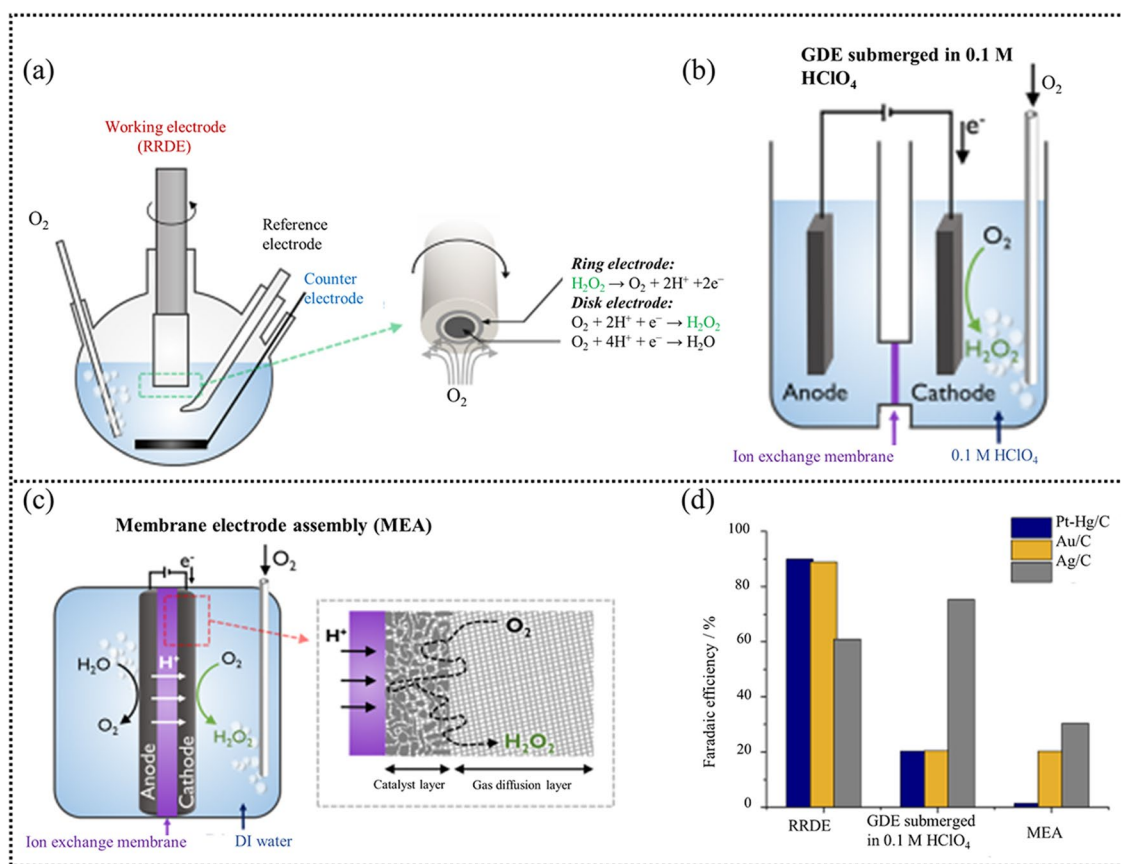 (a)
Working electrode
(RRDE)
O₂
Reference
electrode
Counter
electrode
Ring electrode:
H₂O₂ → O₂ + 2H⁺ +2e⁻
Disk electrode:
O₂ + 2H⁺ + e⁻ → H₂O₂
O₂ + 4H⁺ + e⁻ → H₂O
O₂
(b)
GDE submerged in 0.1 M
HClO₄
O₂
e⁻
O₂
H₂O₂
Anode
Cathode
Ion exchange membrane
0.1 M HClO₄
(c)
Membrane electrode assembly (MEA)
e⁻
O₂
H₂O
H⁺
O₂
O₂
H₂O₂
Anode
Cathode
Ion exchange membrane
DI water
H⁺
O₂
H₂O₂
Catalyst layer
Gas diffusion layer
(d)
Pt-Hg/C
Au/C
Ag/C
Faradaic efficiency / %
100
80
60
40
20
0
RRDE
GDE submerged
in 0.1 M HClO₄
MEA